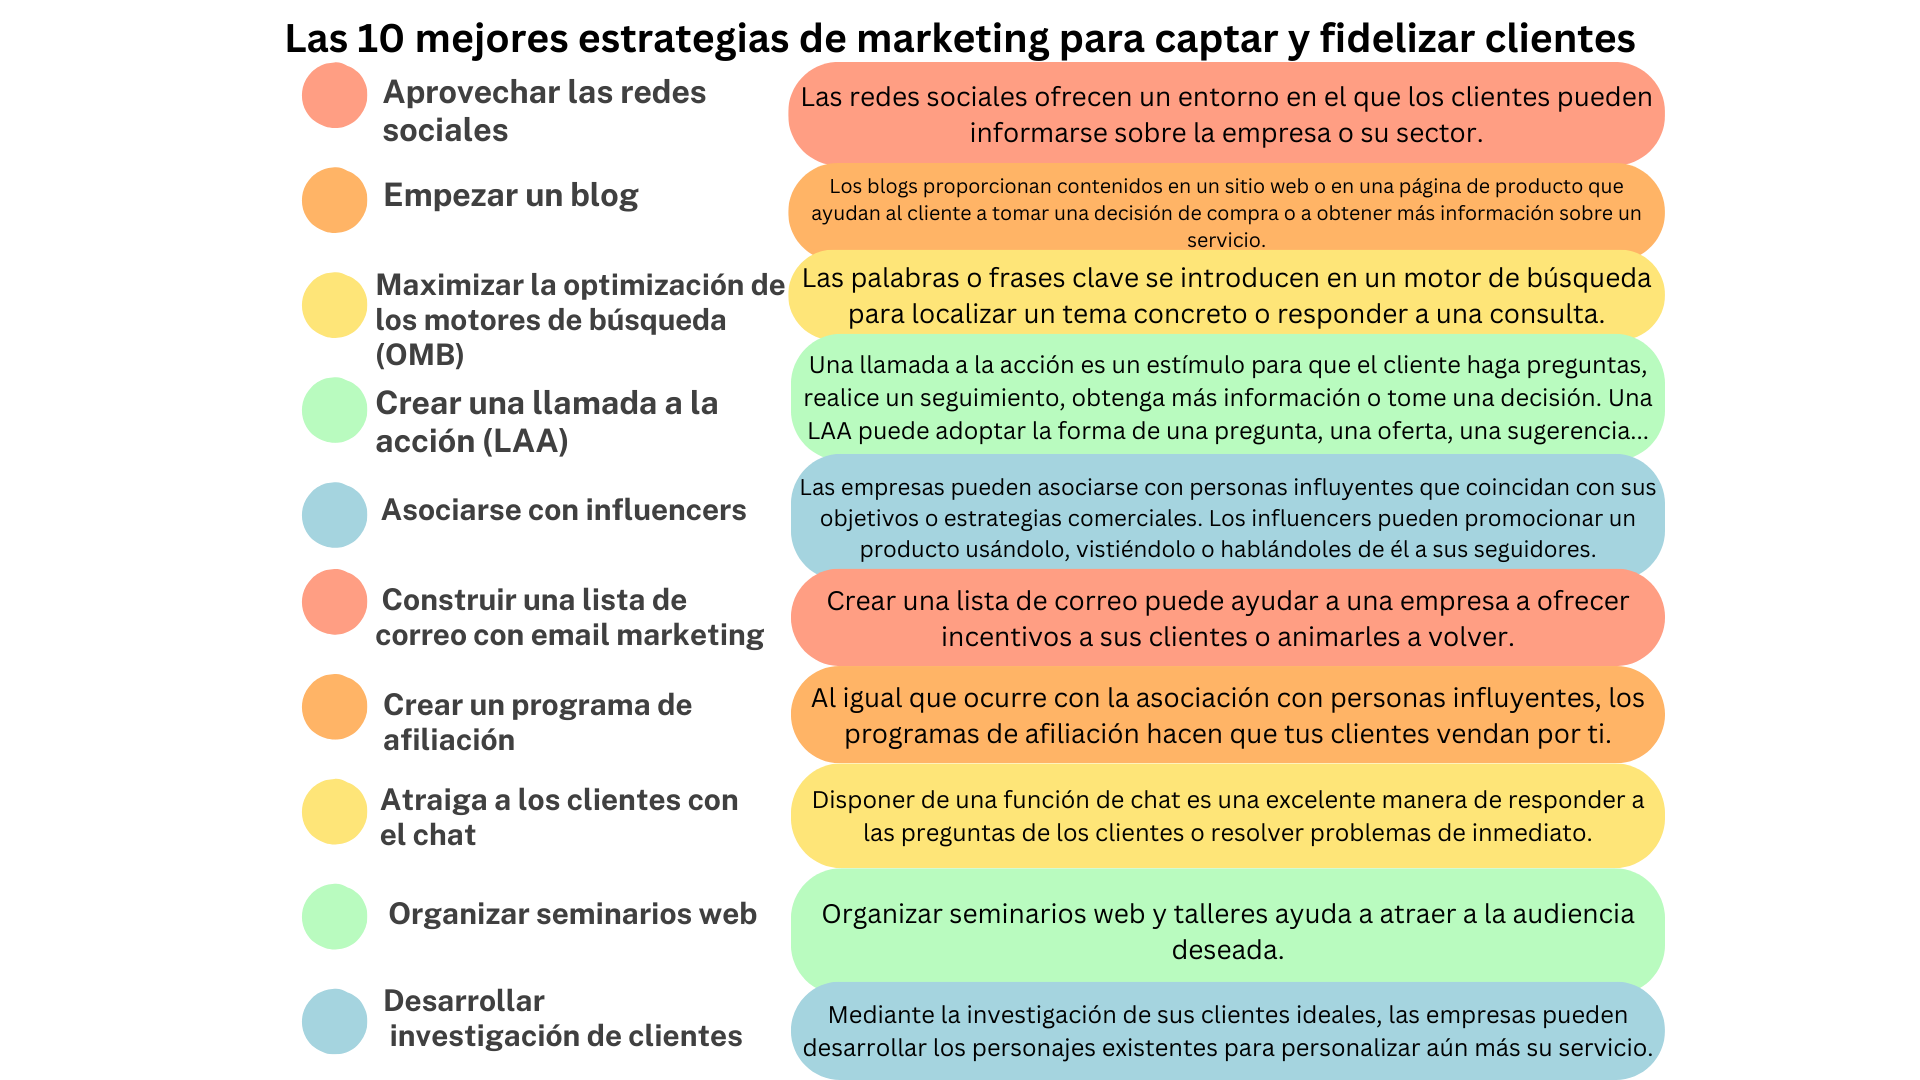 Las 10 mejores estrategias de marketing para captar y fidelizar clientes
Aprovechar las redes
sociales
Las redes sociales ofrecen un entorno en el que los clientes pueden
informarse sobre la empresa o su sector.
Empezar un blog
Los blogs proporcionan contenidos en un sitio web o en una página de producto que
ayudan al cliente a tomar una decisión de compra o a obtener más información sobre un
servicio.
Maximizar la optimización de
los motores de búsqueda
(OMB)
Las palabras o frases clave se introducen en un motor de búsqueda
para localizar un tema concreto o responder a una consulta.
Crear una llamada a la
acción (LAA)
Una llamada a la acción es un estímulo para que el cliente haga preguntas,
realice un seguimiento, obtenga más información o tome una decisión. Una
LAA puede adoptar la forma de una pregunta, una oferta, una sugerencia...
Asociarse con influencers
Las empresas pueden asociarse con personas influyentes que coincidan con sus
objetivos o estrategias comerciales. Los influencers pueden promocionar un
producto usándolo, vistiéndolo o hablándoles de él a sus seguidores.
Construir una lista de
correo con email marketing
Crear una lista de correo puede ayudar a una empresa a ofrecer
incentivos a sus clientes o animarles a volver.
Crear un programa de
afiliación
Al igual que ocurre con la asociación con personas influyentes, los
programas de afiliación hacen que tus clientes vendan por ti.
Atraiga a los clientes con
el chat
Disponer de una función de chat es una excelente manera de responder a
las preguntas de los clientes o resolver problemas de inmediato.
Organizar seminarios web
Organizar seminarios web y talleres ayuda a atraer a la audiencia
deseada.
Desarrollar
investigación de clientes
Mediante la investigación de sus clientes ideales, las empresas pueden
desarrollar los personajes existentes para personalizar aún más su servicio.